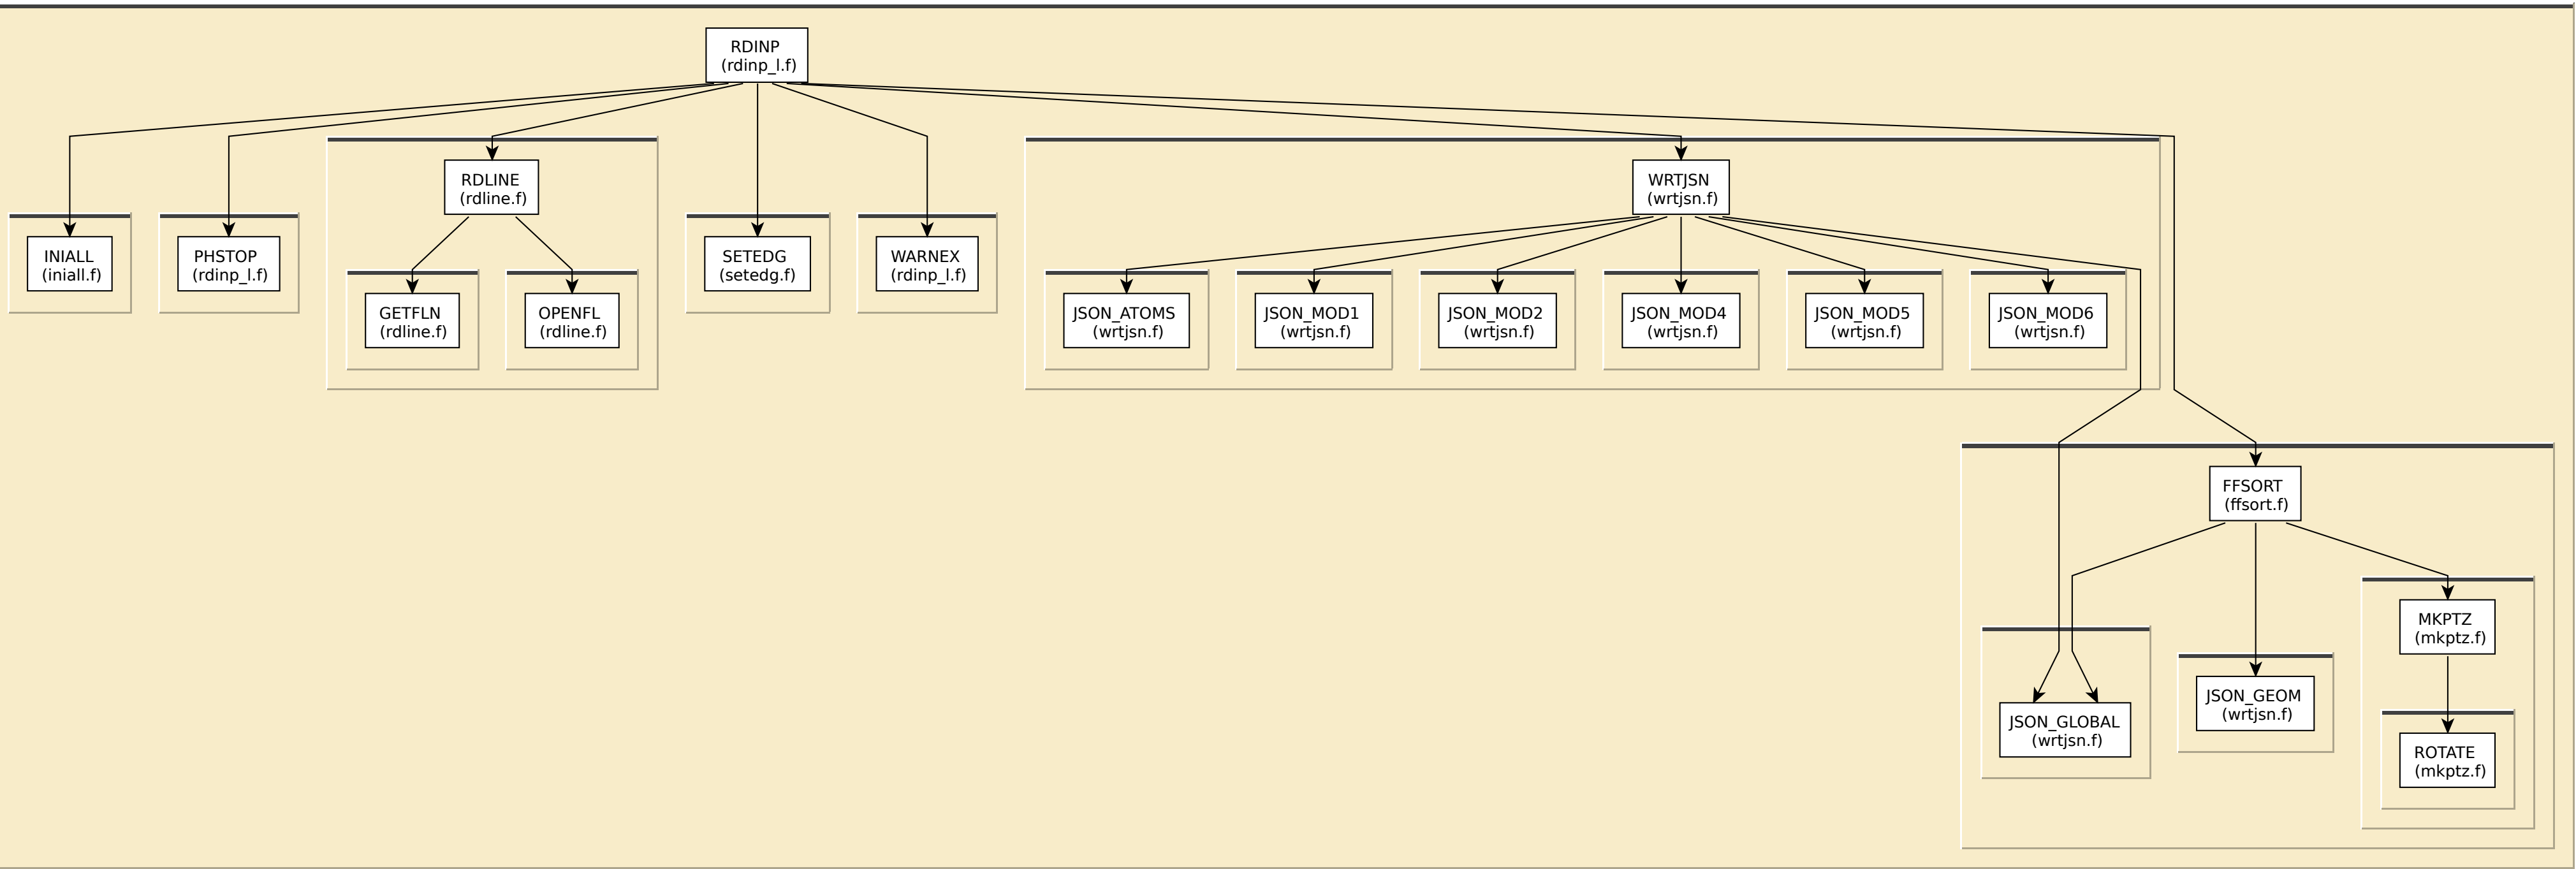 RDINP
(rdinp_l.f)
RDLINE
(rdline.f)
WRTJSN
(wrtjsn.f)
INIALL
(iniall.f)
PHSTOP
(rdinp_l.f)
SETEDG
(setedg.f)
WARNEX
(rdinp_l.f)
GETFLN
(rdline.f)
OPENFL
(rdline.f)
JSON_ATOMS
(wrtjsn.f)
JSON_MOD1
(wrtjsn.f)
JSON_MOD2
(wrtjsn.f)
JSON_MOD4
(wrtjsn.f)
JSON_MOD5
(wrtjsn.f)
JSON_MOD6
(wrtjsn.f)
FFSORT
(ffsort.f)
MKPTZ
(mkptz.f)
JSON_GEOM
(wrtjsn.f)
JSON_GLOBAL
(wrtjsn.f)
ROTATE
(mkptz.f)